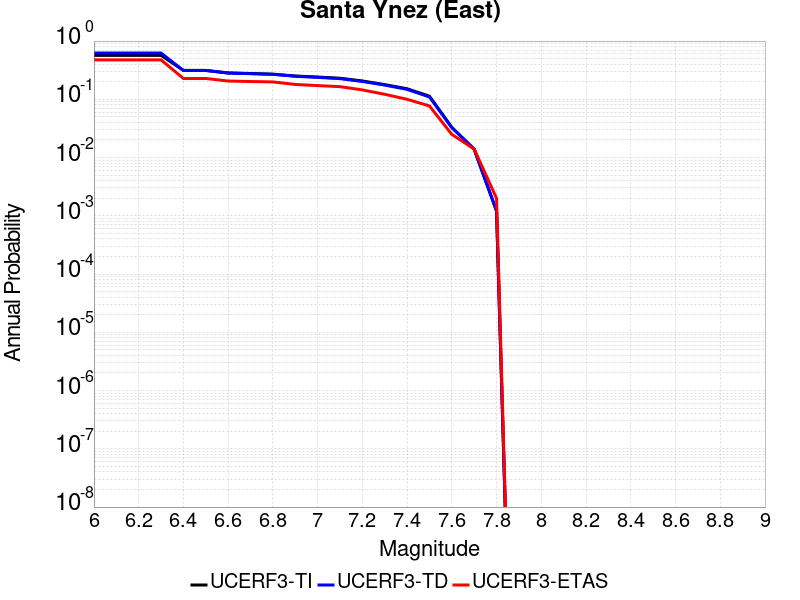 Santa Ynez (East)
10^0
10^-1
10^-2
10^-3
10^-4
10^-5
10^-6
10^-7
10^-8
Annual Probability
6 6.2 6.4 6.6 6.8 7 7.2 7.4 7.6 7.8 8 8.2 8.4 8.6 8.8 9
Magnitude
UCERF3-TI UCERF3-TD UCERF3-ETAS